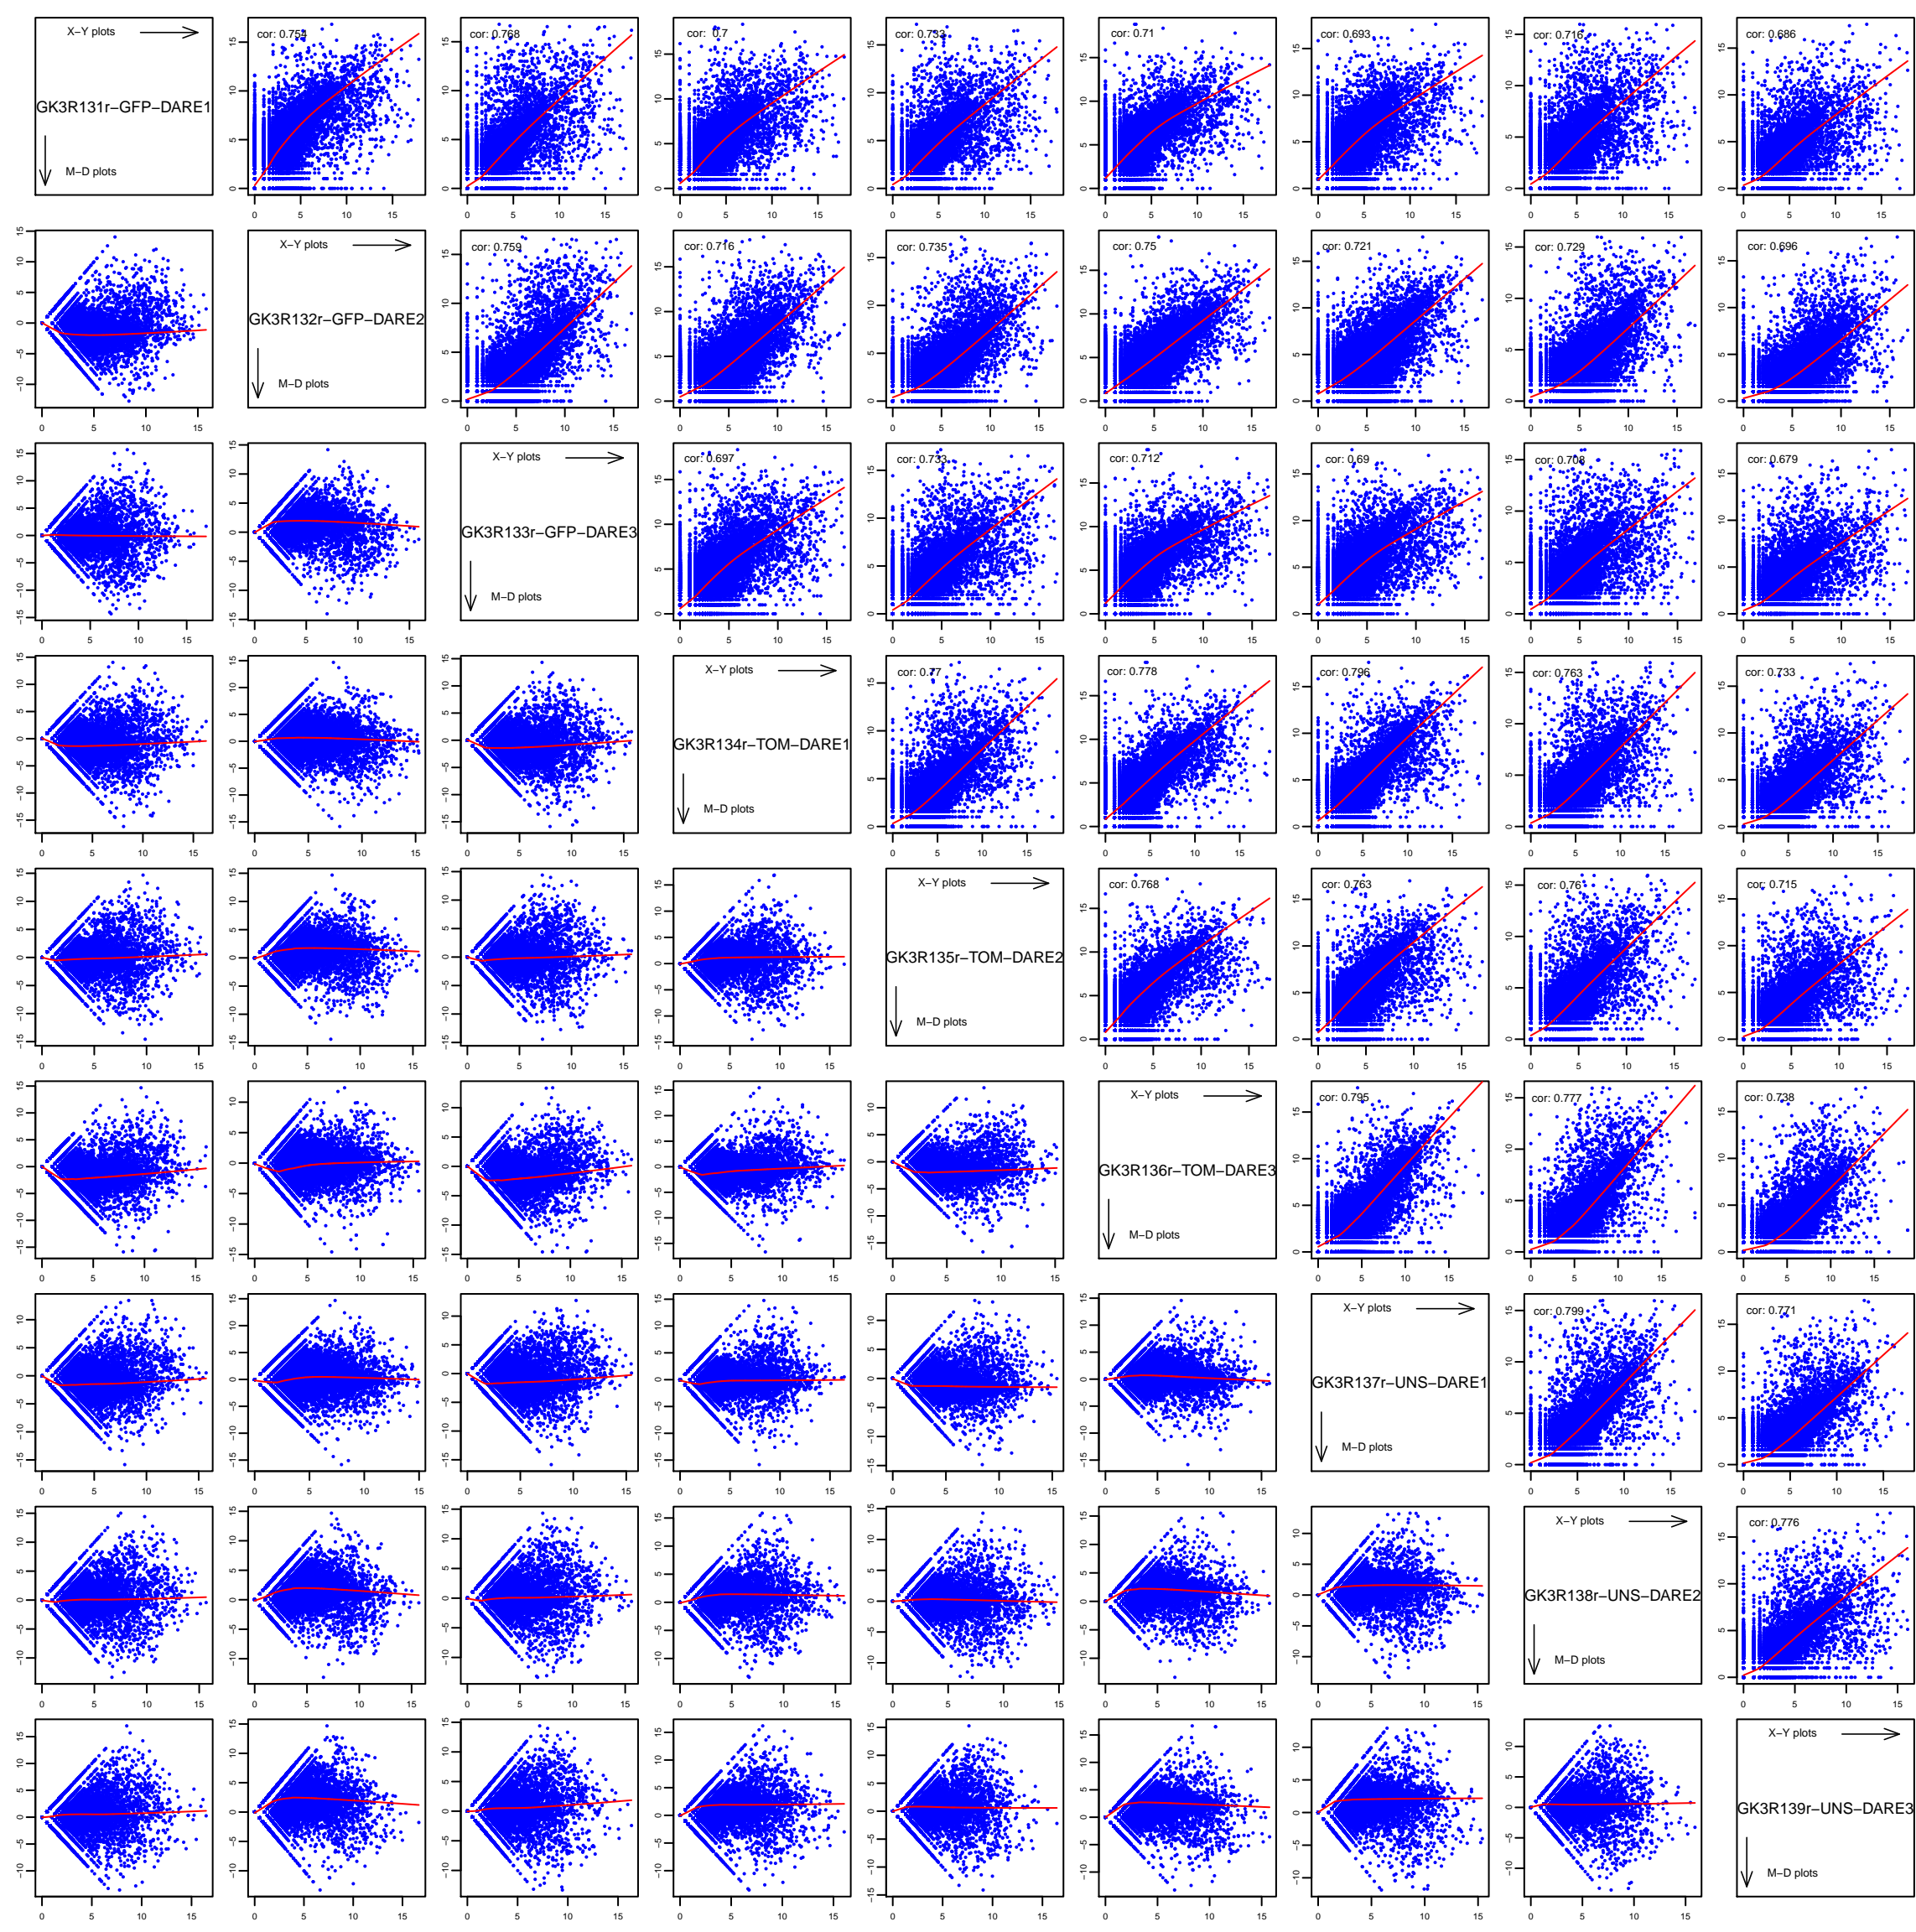 X−Y plots
GK3R131r−GFP−DARE1
M−D plots
cor: 0.754
cor: 0.768
cor: 0.7
cor: 0.732
cor: 0.71
cor: 0.693
cor: 0.716
cor: 0.686
X−Y plots
GK3R132r−GFP−DARE2
M−D plots
cor: 0.759
cor: 0.716
cor: 0.735
cor: 0.75
cor: 0.721
cor: 0.729
cor: 0.696
X−Y plots
GK3R133r−GFP−DARE3
M−D plots
cor: 0.697
cor: 0.733
cor: 0.712
cor: 0.69
cor: 0.708
cor: 0.679
X−Y plots
GK3R134r−TOM−DARE1
M−D plots
cor: 0.77
cor: 0.778
cor: 0.796
cor: 0.763
cor: 0.733
X−Y plots
GK3R135r−TOM−DARE2
M−D plots
cor: 0.768
cor: 0.763
cor: 0.76
cor: 0.715
X−Y plots
GK3R136r−TOM−DARE3
M−D plots
cor: 0.795
cor: 0.777
cor: 0.738
X−Y plots
GK3R137r−UNS−DARE1
M−D plots
cor: 0.799
cor: 0.771
X−Y plots
GK3R138r−UNS−DARE2
M−D plots
cor: 0.776
X−Y plots
GK3R139r−UNS−DARE3
M−D plots